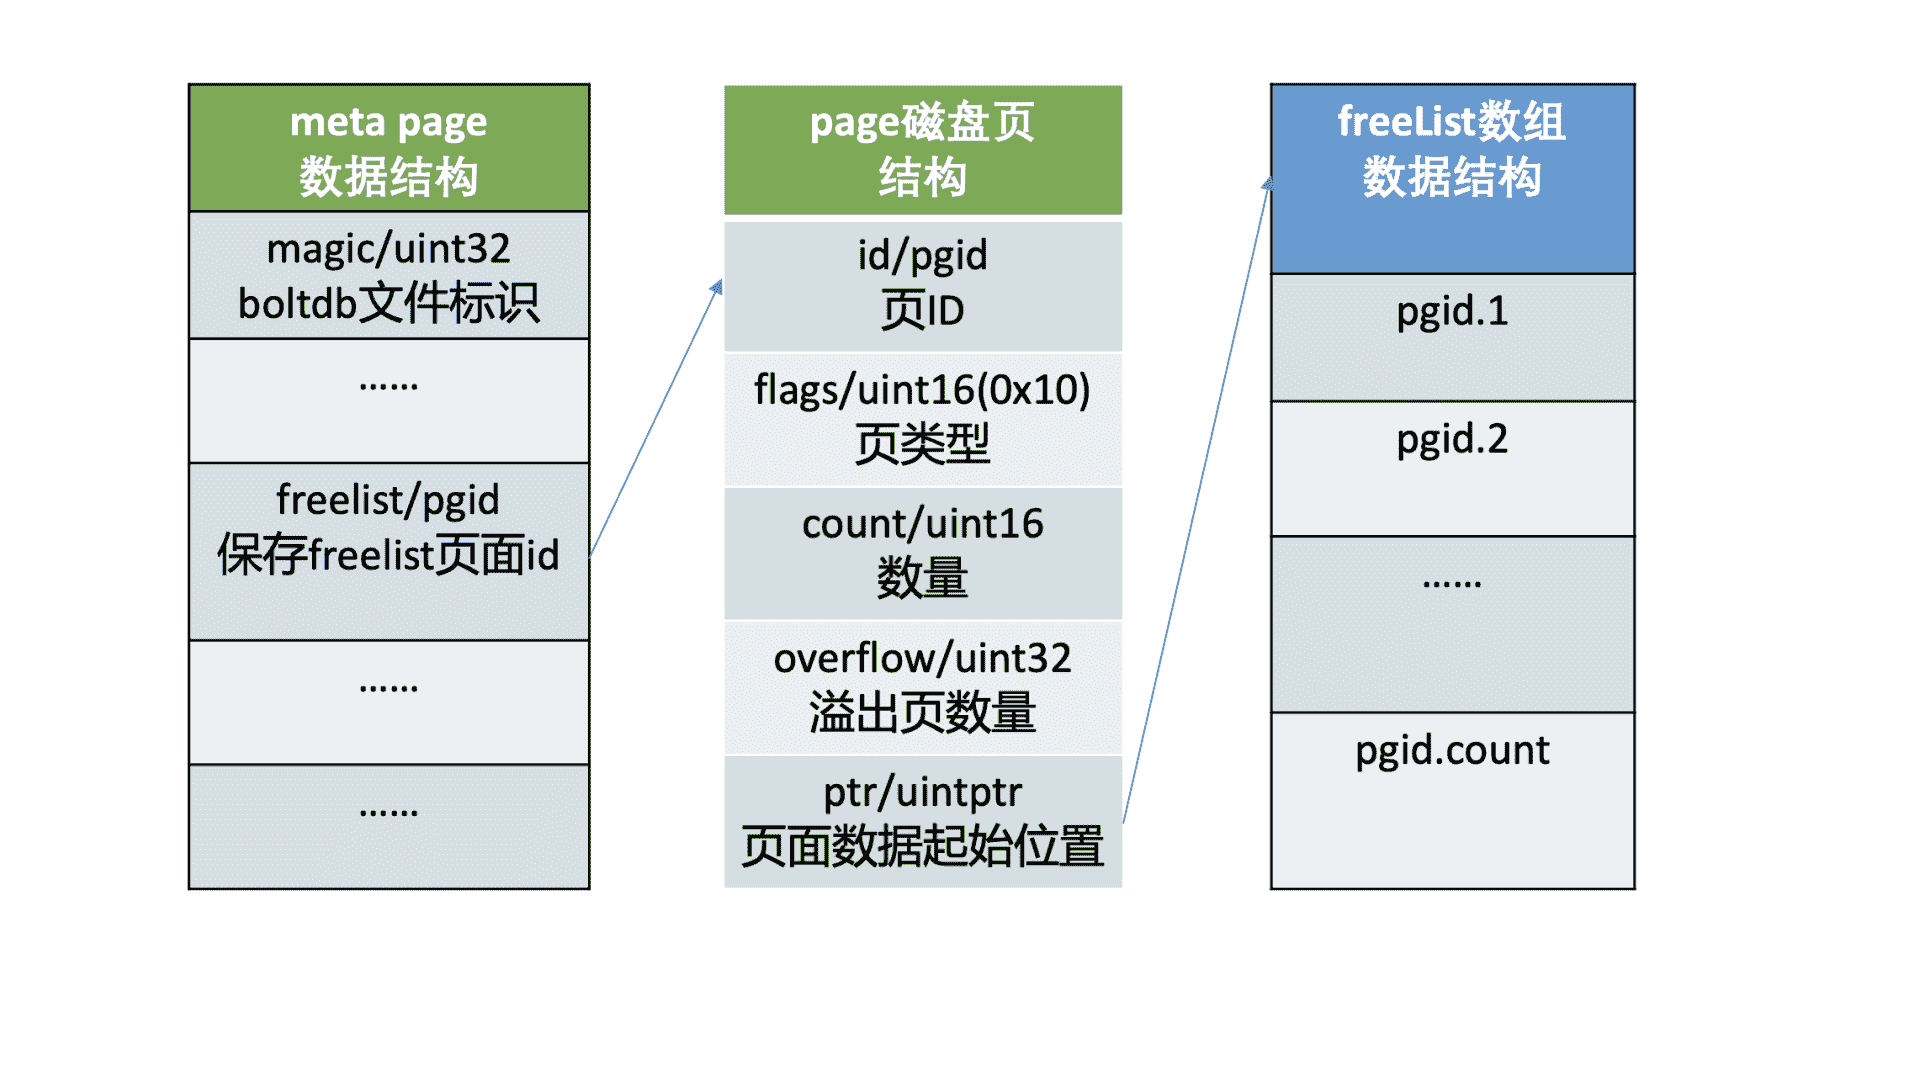 meta page
数据结构
magic/uint32
boltdb文件标识
……
freelist/pgid
保存freelist页面id
……
……
page磁盘页
结构
id/pgid
页ID
flags/uint16(0x10)
页类型
count/uint16
数量
overflow/uint32
溢出页数量
ptr/uintptr
页面数据起始位置
freeList数组
数据结构
pgid.1
pgid.2
……
pgid.count